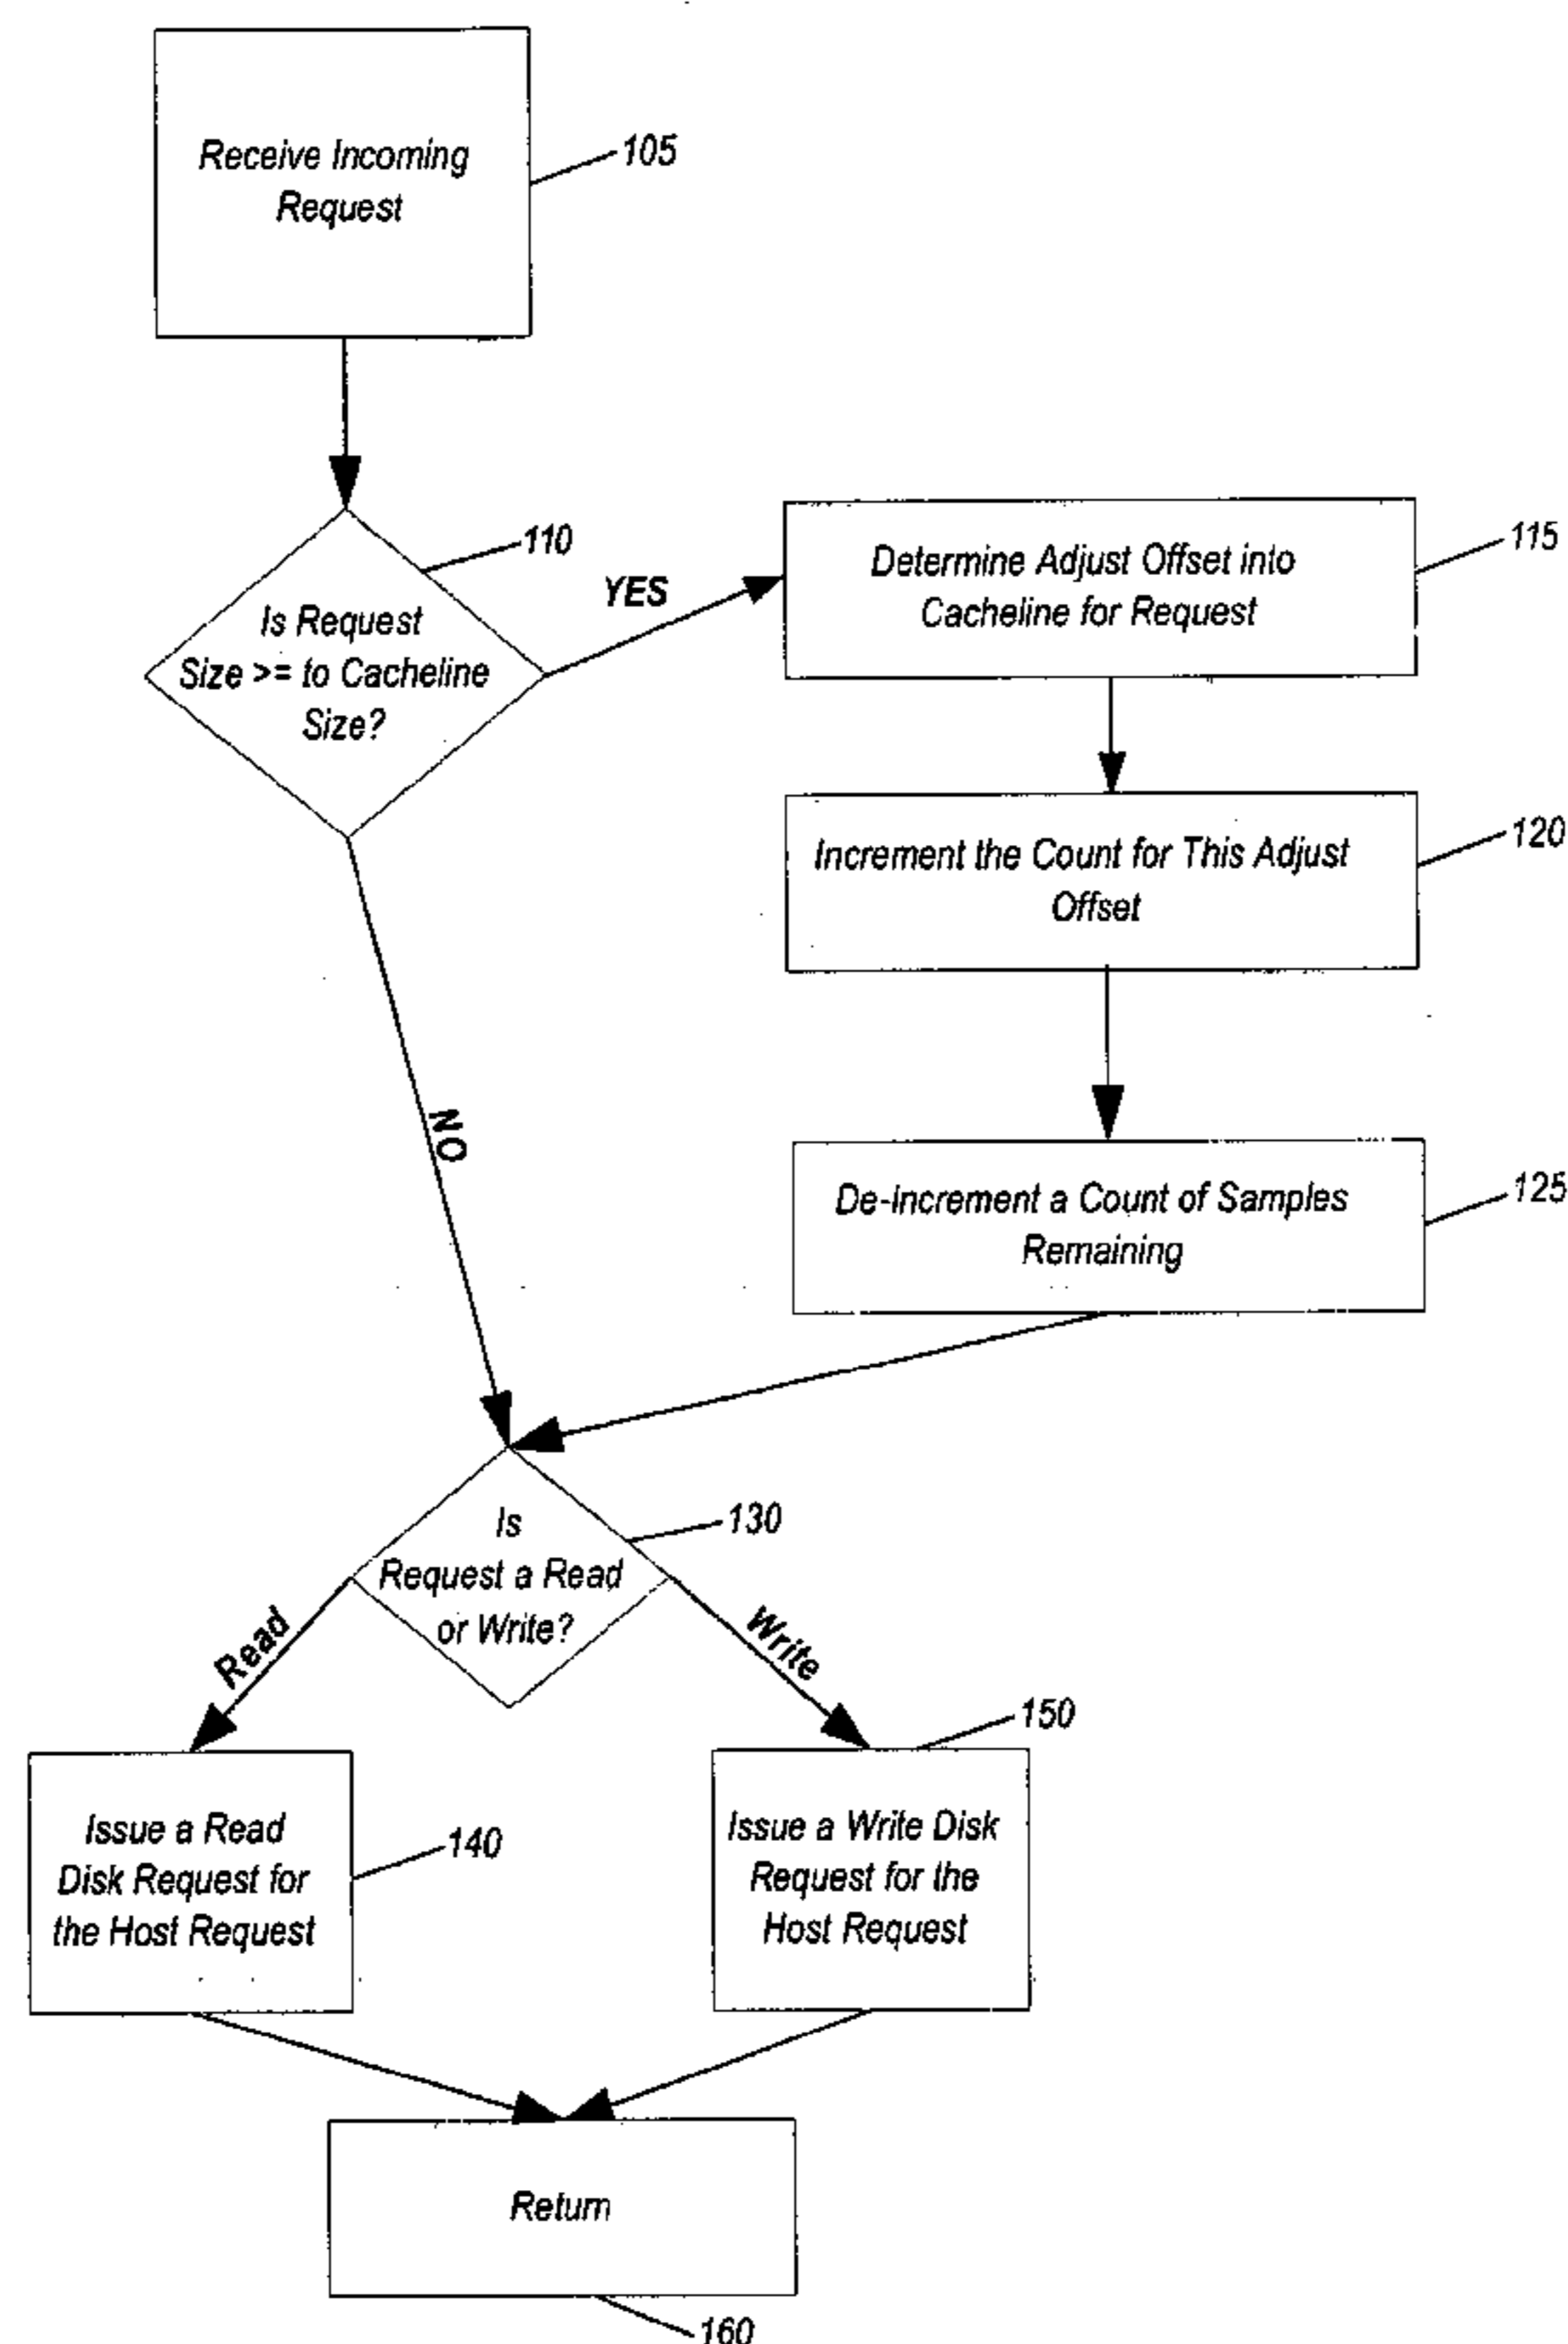 Receive Incoming
Request
105
110
Is Request
Size >= to Cacheline
Size?
YES
Determine Adjust Offset into
Cacheline for Request
115
Increment the Count for This Adjust
Offset
120
NO
De-Increment a Count of Samples
Remaining
125
Is
Request a Read
or Write?
130
Read
Write
150
Issue a Read
Disk Request for
the Host Request
140
Issue a Write Disk
Request for the
Host Request
Return
160